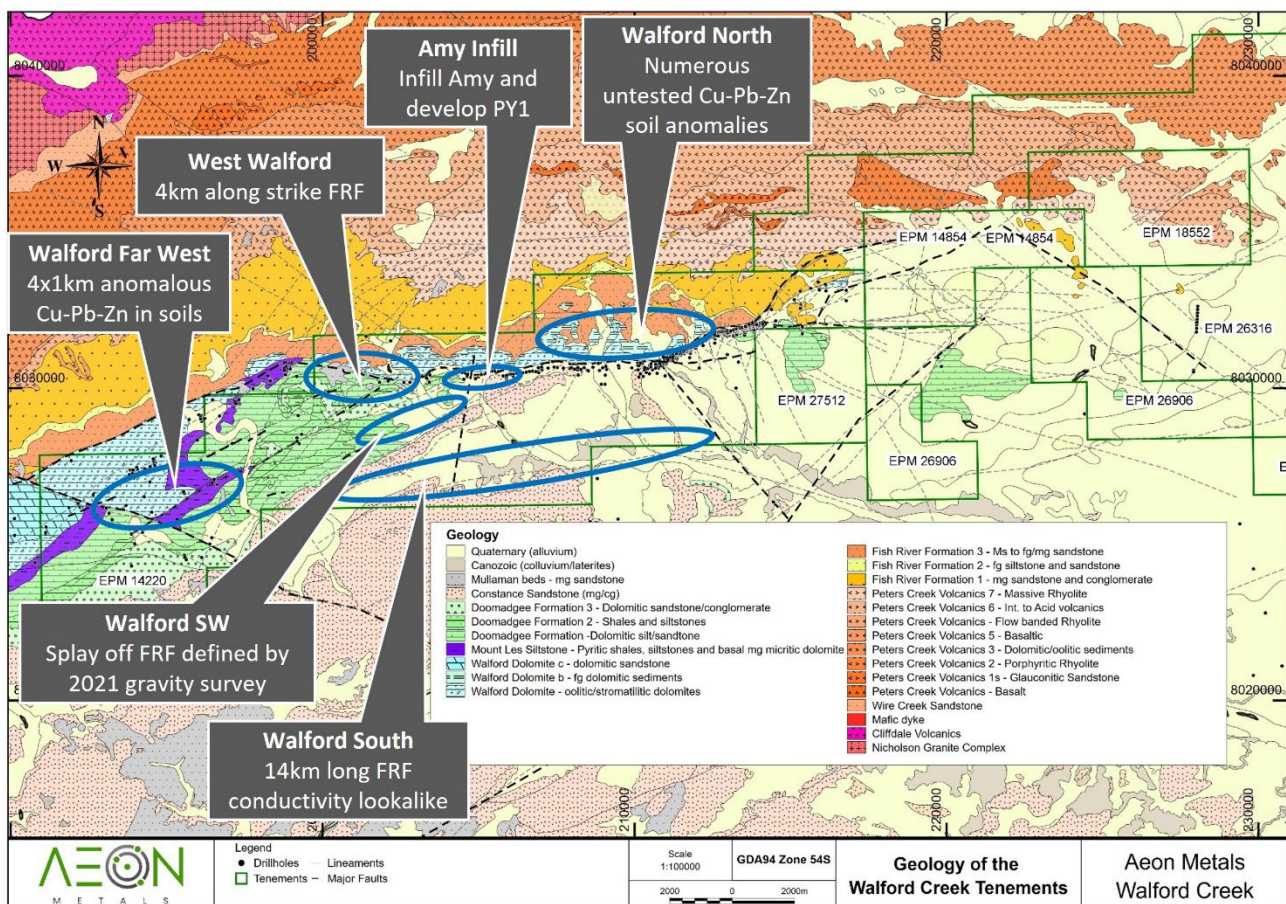 Amy Infill
Infill Amy and
develop PY1
Walford North
Numerous
untested Cu-Pb-Zn
soil anomalies
West Walford
4km along strike FRF
Walford Far West
4x1km anomalous
Cu-Pb-Zn in soils
Walford SW
Splay off FRF defined by
2021 gravity survey
Walford South
14km long FRF
conductivity lookalike
8040000
200000
220000
230000
8040000
N
W
S
EPM 14854
EPM 14854
EPM 18552
EPM 26316
8030000
8030000
EPM 27512
EPM 26906
EPM 26906
EPM 14220
8020000
210000
220000
230000
Geology
Quaternary (alluvium)
Canozoic (colluvium/laterites)
Mullaman beds - mg sandstone
Constance Sandstone (mg/cg)
Doomadgee Formation 3 - Dolomitic sandstone/conglomerate
Doomadgee Formation 2 - Shales and siltstones
Doomadgee Formation -Dolomitic silt/sandtone
Mount Les Siltstone - Pyritic shales, siltstones and basal mg micritic dolomite
Walford Dolomite c - dolomitic sandstone
Walford Dolomite b - fg dolomitic sediments
Walford Dolomite - oolitic/stromatilitic dolomites
Fish River Formation 3 - Ms to fg/mg sandstone
Fish River Formation 2 - fg siltstone and sandstone
Fish River Formation 1 - mg sandstone and conglomerate
Peters Creek Volcanics 7 - Massive Rhyolite
Peters Creek Volcanics 6 - Int. to Acid volcanics
Peters Creek Volcanics - Flow banded Rhyolite
Peters Creek Volcanics 5 - Basaltic
Peters Creek Volcanics 3 - Dolomitic/oolitic sediments
Peters Creek Volcanics 2 - Porphyritic Rhyolite
Peters Creek Volcanics 1s - Glauconitic Sandstone
Peters Creek Volcanics - Basalt
Wire Creek Sandstone
Mafic dyke
Cliffdale Volcanics
Nicholson Granite Complex
AEON
METALS
Legend
Drillholes
Lineaments
Tenements
Major Faults
Scale
1:100000
GDA94 Zone 54S
2000 0 2000m
Geology of the
Walford Creek Tenements
Aeon Metals
Walford Creek